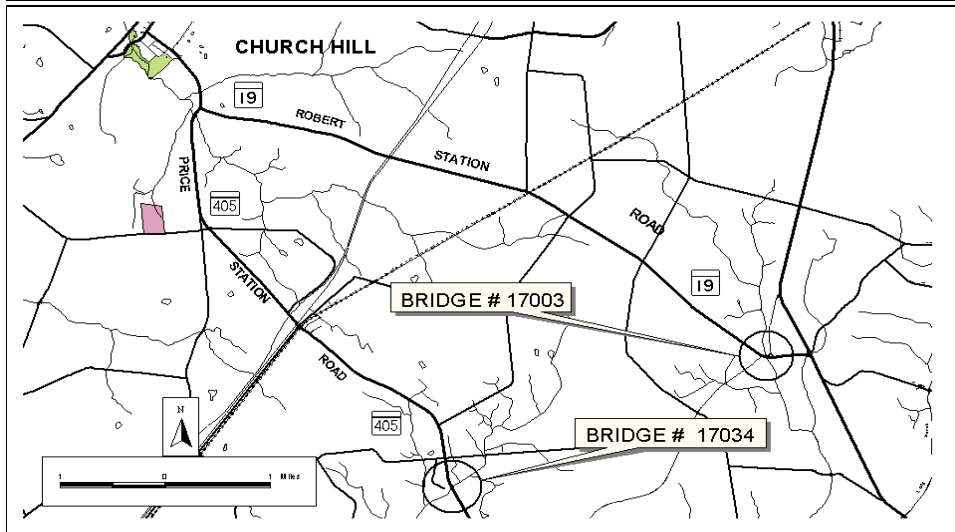 CHURCH HILL
19
ROBERT
STATION
PRICE
405
ROAD
STATION
19
BRIDGE # 17003
ROAD
405
BRIDGE # 17034
N
1 0 1 Miles